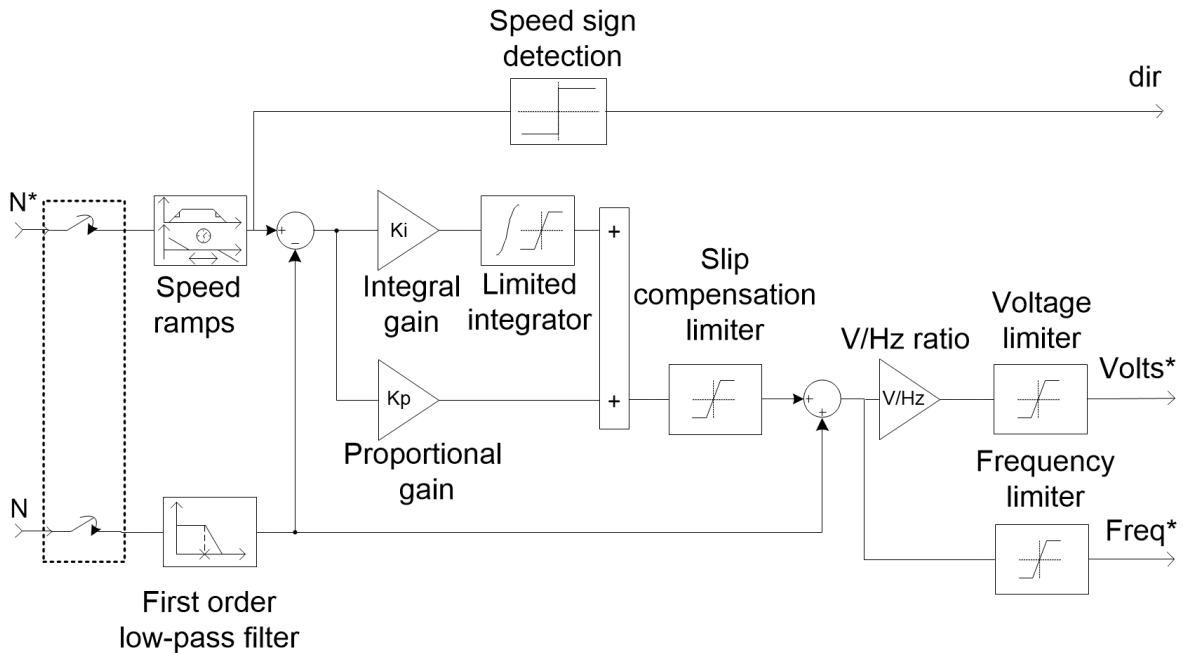 Speed sign
detection
dir
N*
+
−
Ki
+
Speed
ramps
Integral
gain
Limited
integrator
Slip
compensation
limiter
V/Hz ratio
Voltage
limiter
Volts*
Kp
+
+
+
V/Hz
Proportional
gain
Frequency
limiter
N
Freq*
First order
low-pass filter